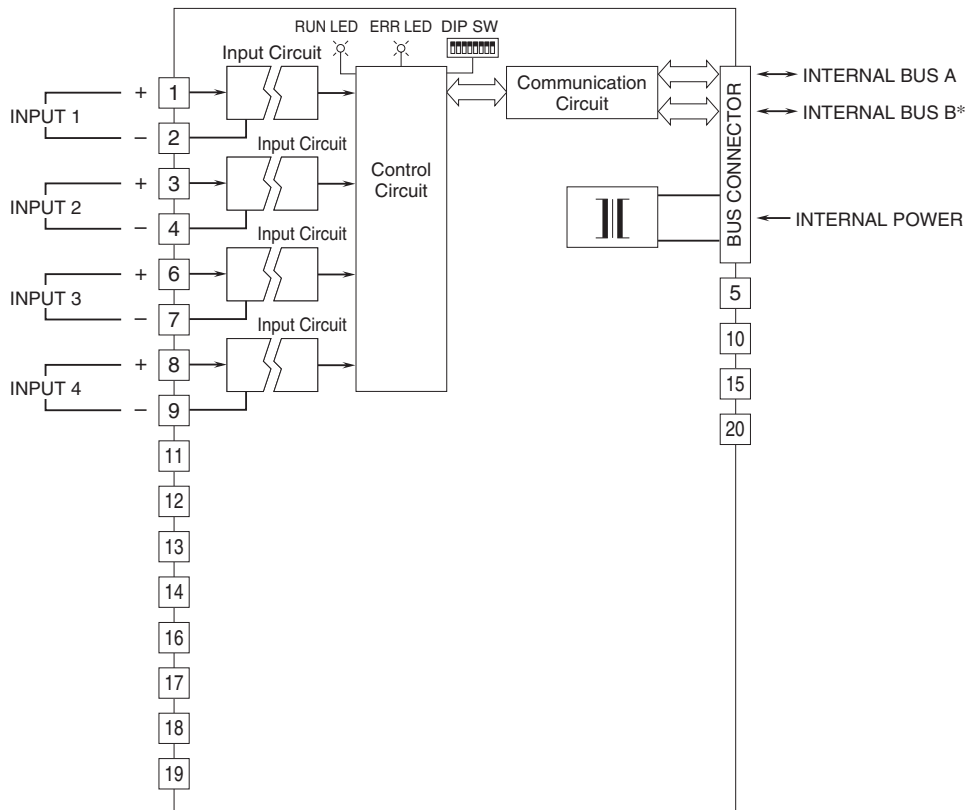 RUN LED ERR LED DIP SW
Input Circuit
INPUT 1
+ 1
− 2
Input Circuit
INPUT 2
+ 3
− 4
Input Circuit
INPUT 3
+ 6
− 7
Input Circuit
INPUT 4
+ 8
− 9
11
12
13
14
16
17
18
19
Control
Circuit
Communication
Circuit
BUS CONNECTOR
INTERNAL BUS A
INTERNAL BUS B*
INTERNAL POWER
5
10
15
20